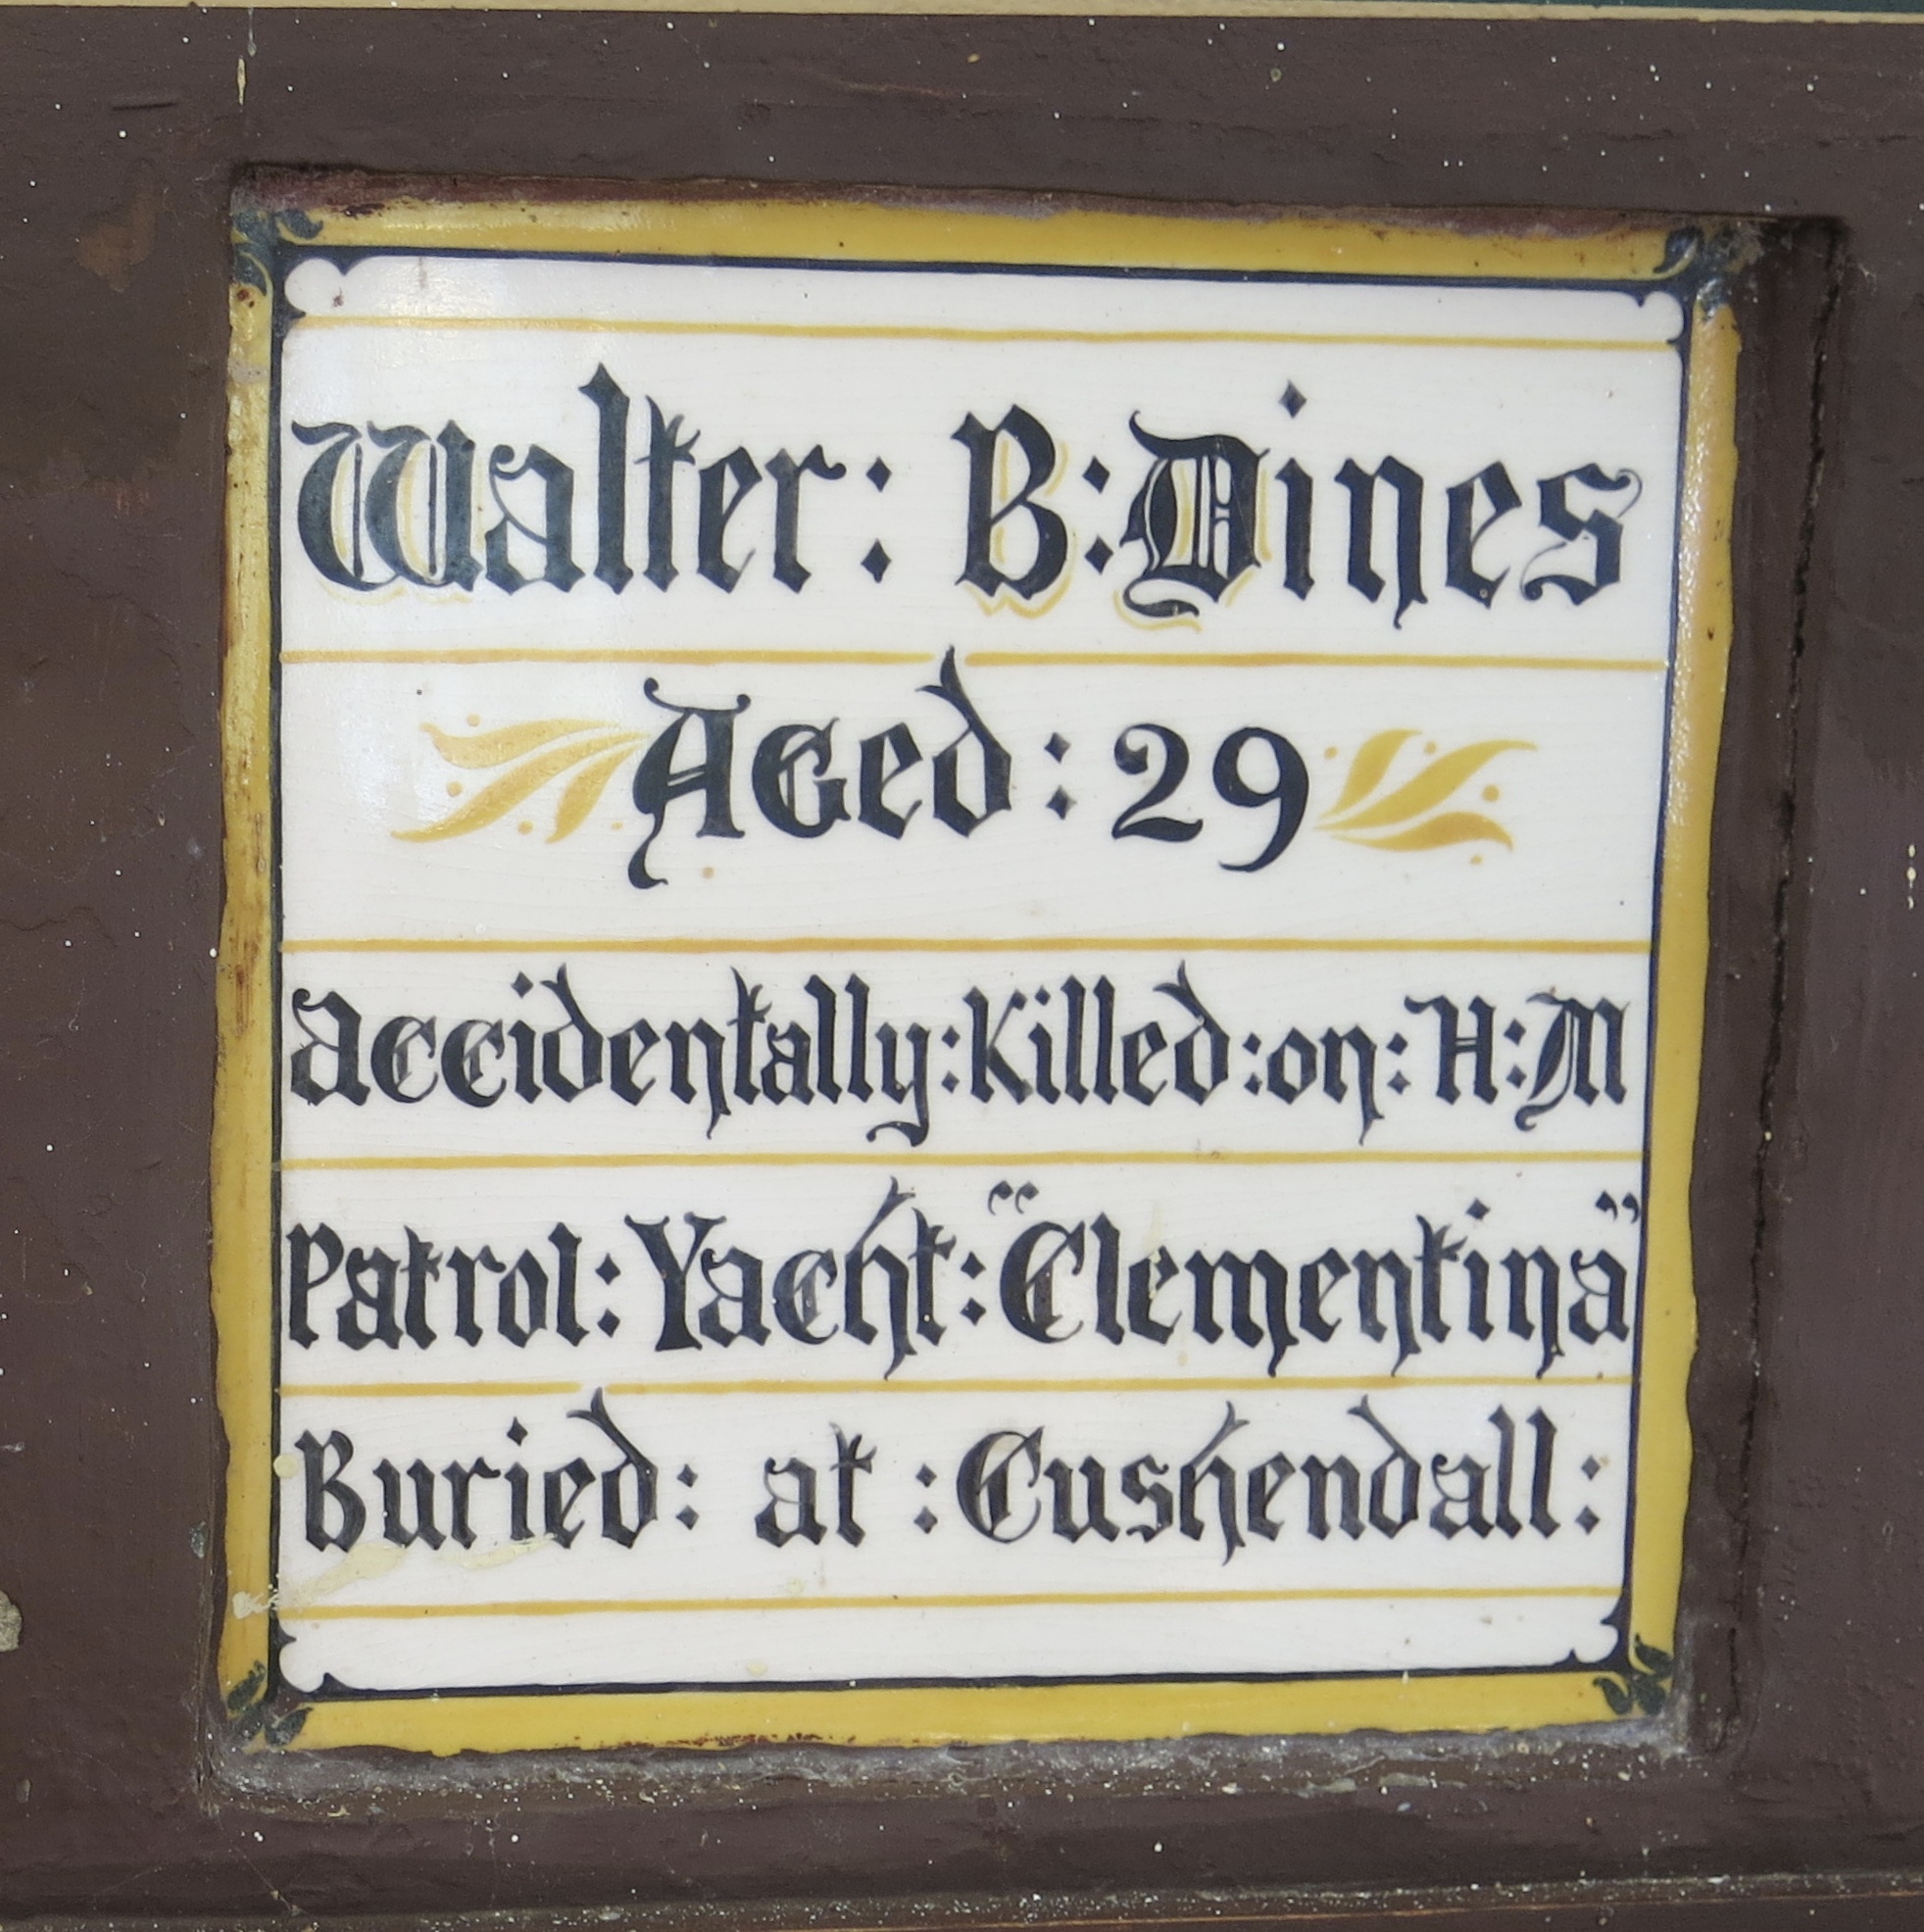 Walter: B: Dines
Aged: 29
Accidentally: Killed: on: H: M
Patrol: Yacht: "Clementina"
Buried: at : Cushendall: